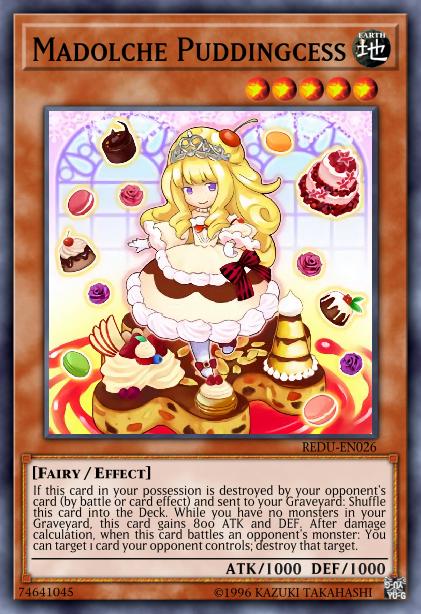 MADOLCHE PUDDINGCESS
EARTH
地
REDU-EN026
[FAIRY / EFFECT]
If this card in your possession is destroyed by your opponent's
card (by battle or card effect) and sent to your Graveyard: Shuffle
this card into the Deck. While you have no monsters in your
Graveyard, this card gains 800 ATK and DEF. After damage
calculation, when this card battles an opponent's monster: You
can target 1 card your opponent controls; destroy that target.
ATK/1000 DEF/1000
74641045
©1996 KAZUKI TAKAHASHI